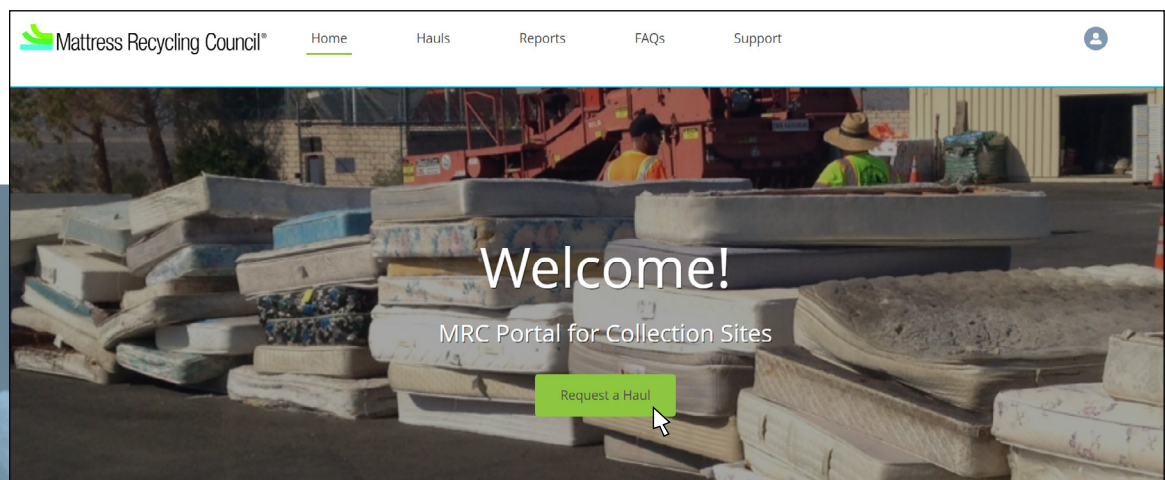 Mattress Recycling Council®
Home
Hauls
Reports
FAQs
Support
Welcome!
MRC Portal for Collection Sites
Request a Haul